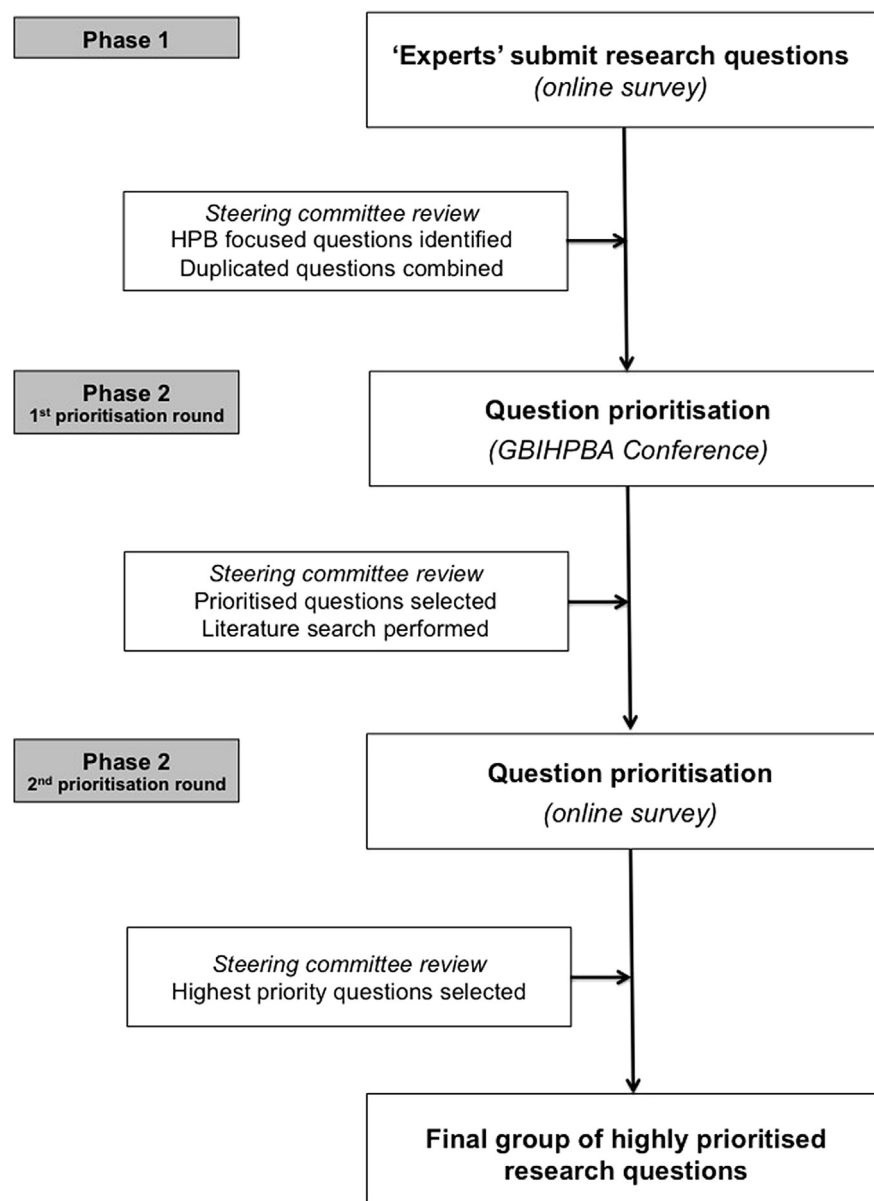 Phase 1
‘Experts’ submit research questions
(online survey)
Steering committee review
HPB focused questions identified
Duplicated questions combined
Phase 2
1st prioritisation round
Question prioritisation
(GBIHPBA Conference)
Steering committee review
Prioritised questions selected
Literature search performed
Phase 2
2nd prioritisation round
Question prioritisation
(online survey)
Steering committee review
Highest priority questions selected
Final group of highly prioritised
research questions